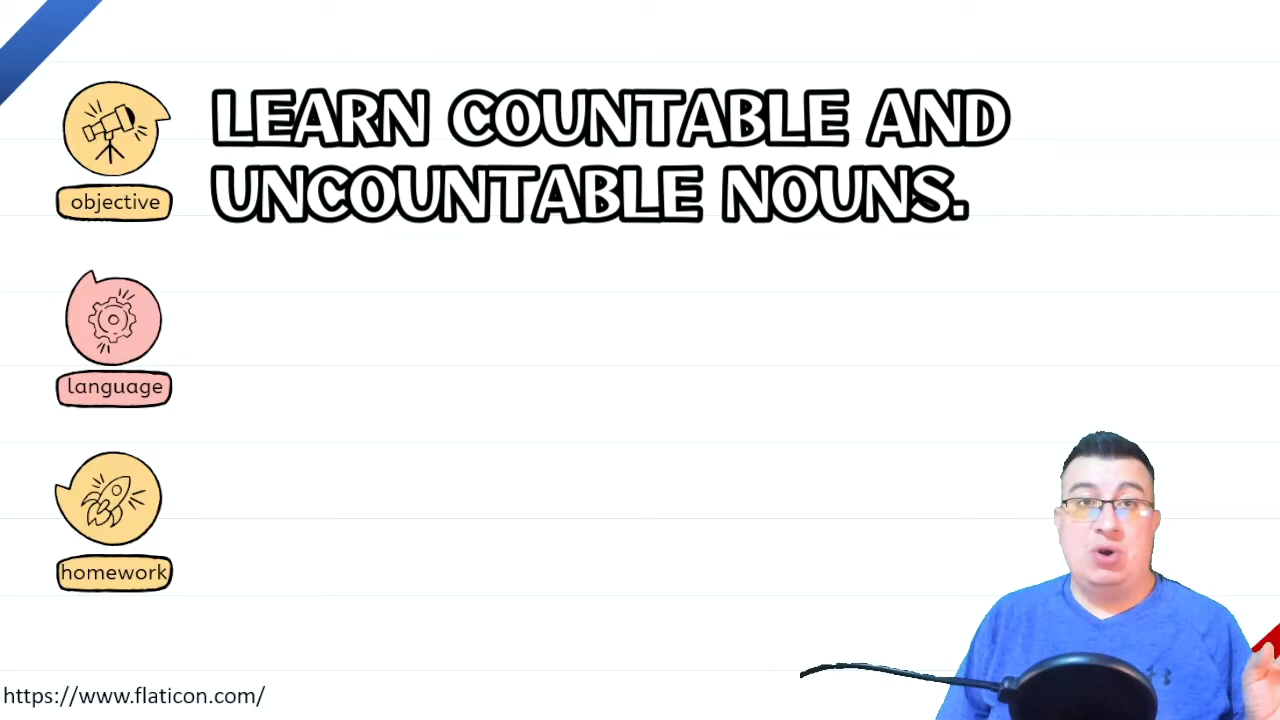 LEARN COUNTABLE AND
UNCOUNTABLE NOUNS.
objective
language
homework
https://www.flaticon.com/